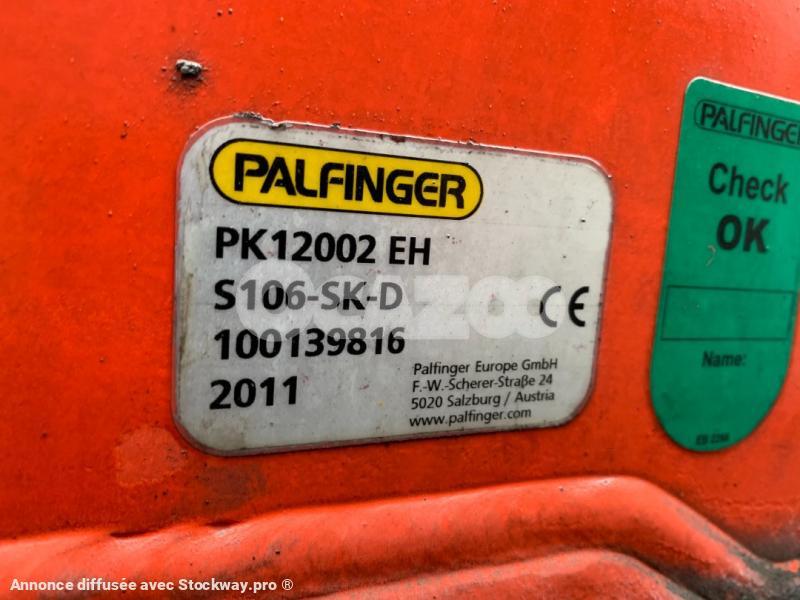 PALFINGER
PK12002 EH
S106-SK-D
100139816
2011
CE
Palfinger Europe GmbH
F.-W.-Scherer-Straße 24
5020 Salzburg / Austria
www.palfinger.com
PALFINGER
Check
OK
Name:
Annonce diffusée avec Stockway.pro ®